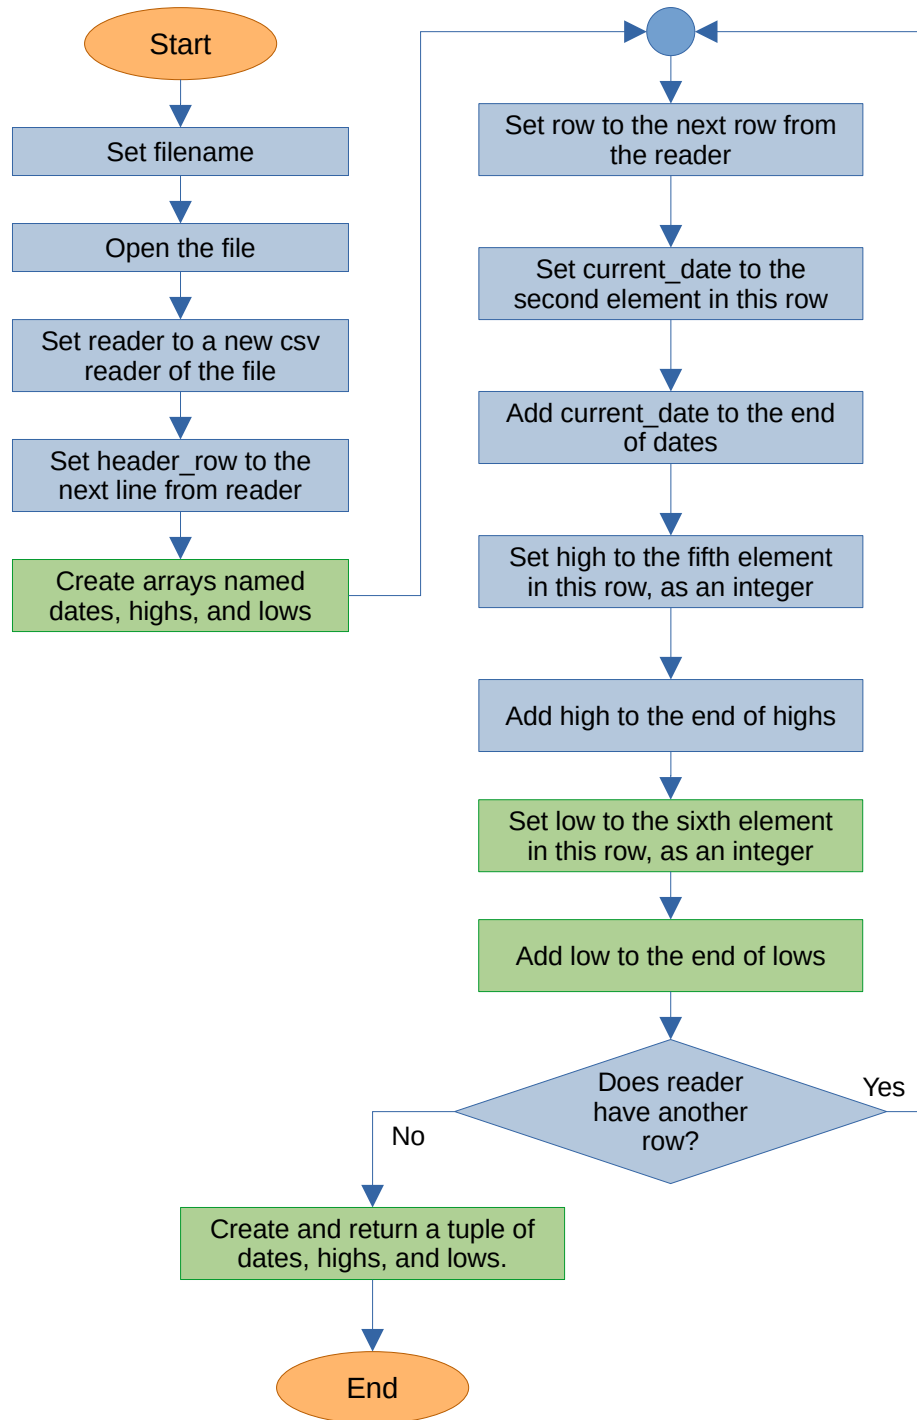 Start
Set filename
Open the file
Set reader to a new csv
reader of the file
Set header_row to the
next line from reader
Create arrays named
dates, highs, and lows
Set row to the next row from
the reader
Set current_date to the
second element in this row
Add current_date to the end
of dates
Set high to the fifth element
in this row, as an integer
Add high to the end of highs
Set low to the sixth element
in this row, as an integer
Add low to the end of lows
Does reader
have another
row?
Yes
No
Create and return a tuple of
dates, highs, and lows.
End